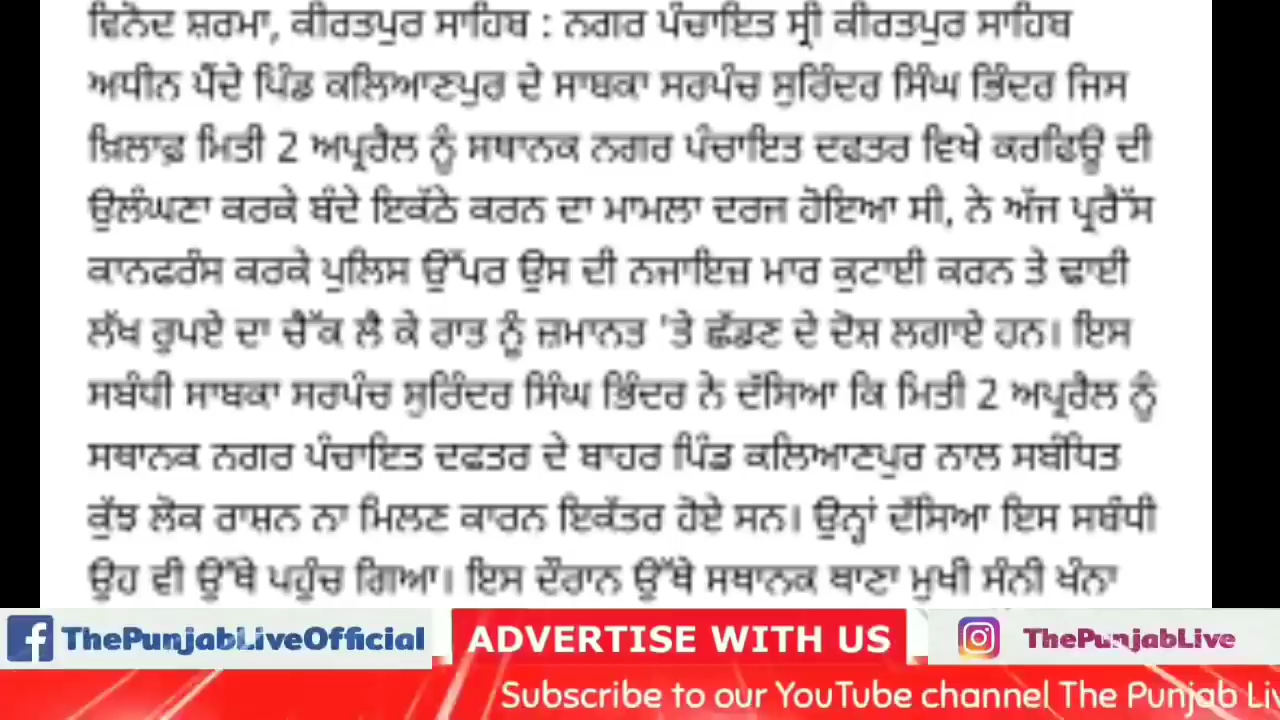 ਵਿਨੋਦ ਸ਼ਰਮਾ, ਕੀਰਤਪੁਰ ਸਾਹਿਬ : ਨਗਰ ਪੰਚਾਇਤ ਸ੍ਰੀ ਕੀਰਤਪੁਰ ਸਾਹਿਬ
ਅਧੀਨ ਪੈਂਦੇ ਪਿੰਡ ਕਲਿਆਣਪੁਰ ਦੇ ਸਾਬਕਾ ਸਰਪੰਚ ਸੁਰਿੰਦਰ ਸਿੰਘ ਭਿੰਦਰ ਜਿਸ
ਖ਼ਿਲਾਫ਼ ਮਿਤੀ 2 ਅਪ੍ਰੈਲ ਨੂੰ ਸਥਾਨਕ ਨਗਰ ਪੰਚਾਇਤ ਦਫਤਰ ਵਿਖੇ ਕਰਫਿਊ ਦੀ
ਉਲੰਘਣਾ ਕਰਕੇ ਬੰਦੇ ਇਕੱਠੇ ਕਰਨ ਦਾ ਮਾਮਲਾ ਦਰਜ ਹੋਇਆ ਸੀ, ਨੇ ਅੱਜ ਪ੍ਰੈੱਸ
ਕਾਨਫਰੰਸ ਕਰਕੇ ਪੁਲਿਸ ਉੱਪਰ ਉਸ ਦੀ ਨਜਾਇਜ਼ ਮਾਰ ਕੁਟਾਈ ਕਰਨ ਤੇ ਢਾਈ
ਲੱਖ ਰੁਪਏ ਦਾ ਚੈੱਕ ਲੈ ਕੇ ਰਾਤ ਨੂੰ ਜ਼ਮਾਨਤ 'ਤੇ ਛੱਡਣ ਦੇ ਦੋਸ਼ ਲਗਾਏ ਹਨ। ਇਸ
ਸਬੰਧੀ ਸਾਬਕਾ ਸਰਪੰਚ ਸੁਰਿੰਦਰ ਸਿੰਘ ਭਿੰਦਰ ਨੇ ਦੱਸਿਆ ਕਿ ਮਿਤੀ 2 ਅਪ੍ਰੈਲ ਨੂੰ
ਸਥਾਨਕ ਨਗਰ ਪੰਚਾਇਤ ਦਫਤਰ ਦੇ ਬਾਹਰ ਪਿੰਡ ਕਲਿਆਣਪੁਰ ਨਾਲ ਸਬੰਧਿਤ
ਕੁੱਝ ਲੋਕ ਰਾਸ਼ਨ ਨਾ ਮਿਲਣ ਕਾਰਨ ਇਕੱਤਰ ਹੋਏ ਸਨ। ਉਨ੍ਹਾਂ ਦੱਸਿਆ ਇਸ ਸਬੰਧੀ
ਉਹ ਵੀ ਉੱਥੇ ਪਹੁੰਚ ਗਿਆ। ਇਸ ਦੌਰਾਨ ਉੱਥੇ ਸਥਾਨਕ ਥਾਣਾ ਮੁਖੀ ਸੰਨੀ ਖੰਨਾ
ThePunjabLiveOfficial ADVERTISE WITH US ThePunjabLive
Subscribe to our YouTube channel The Punjab Liv